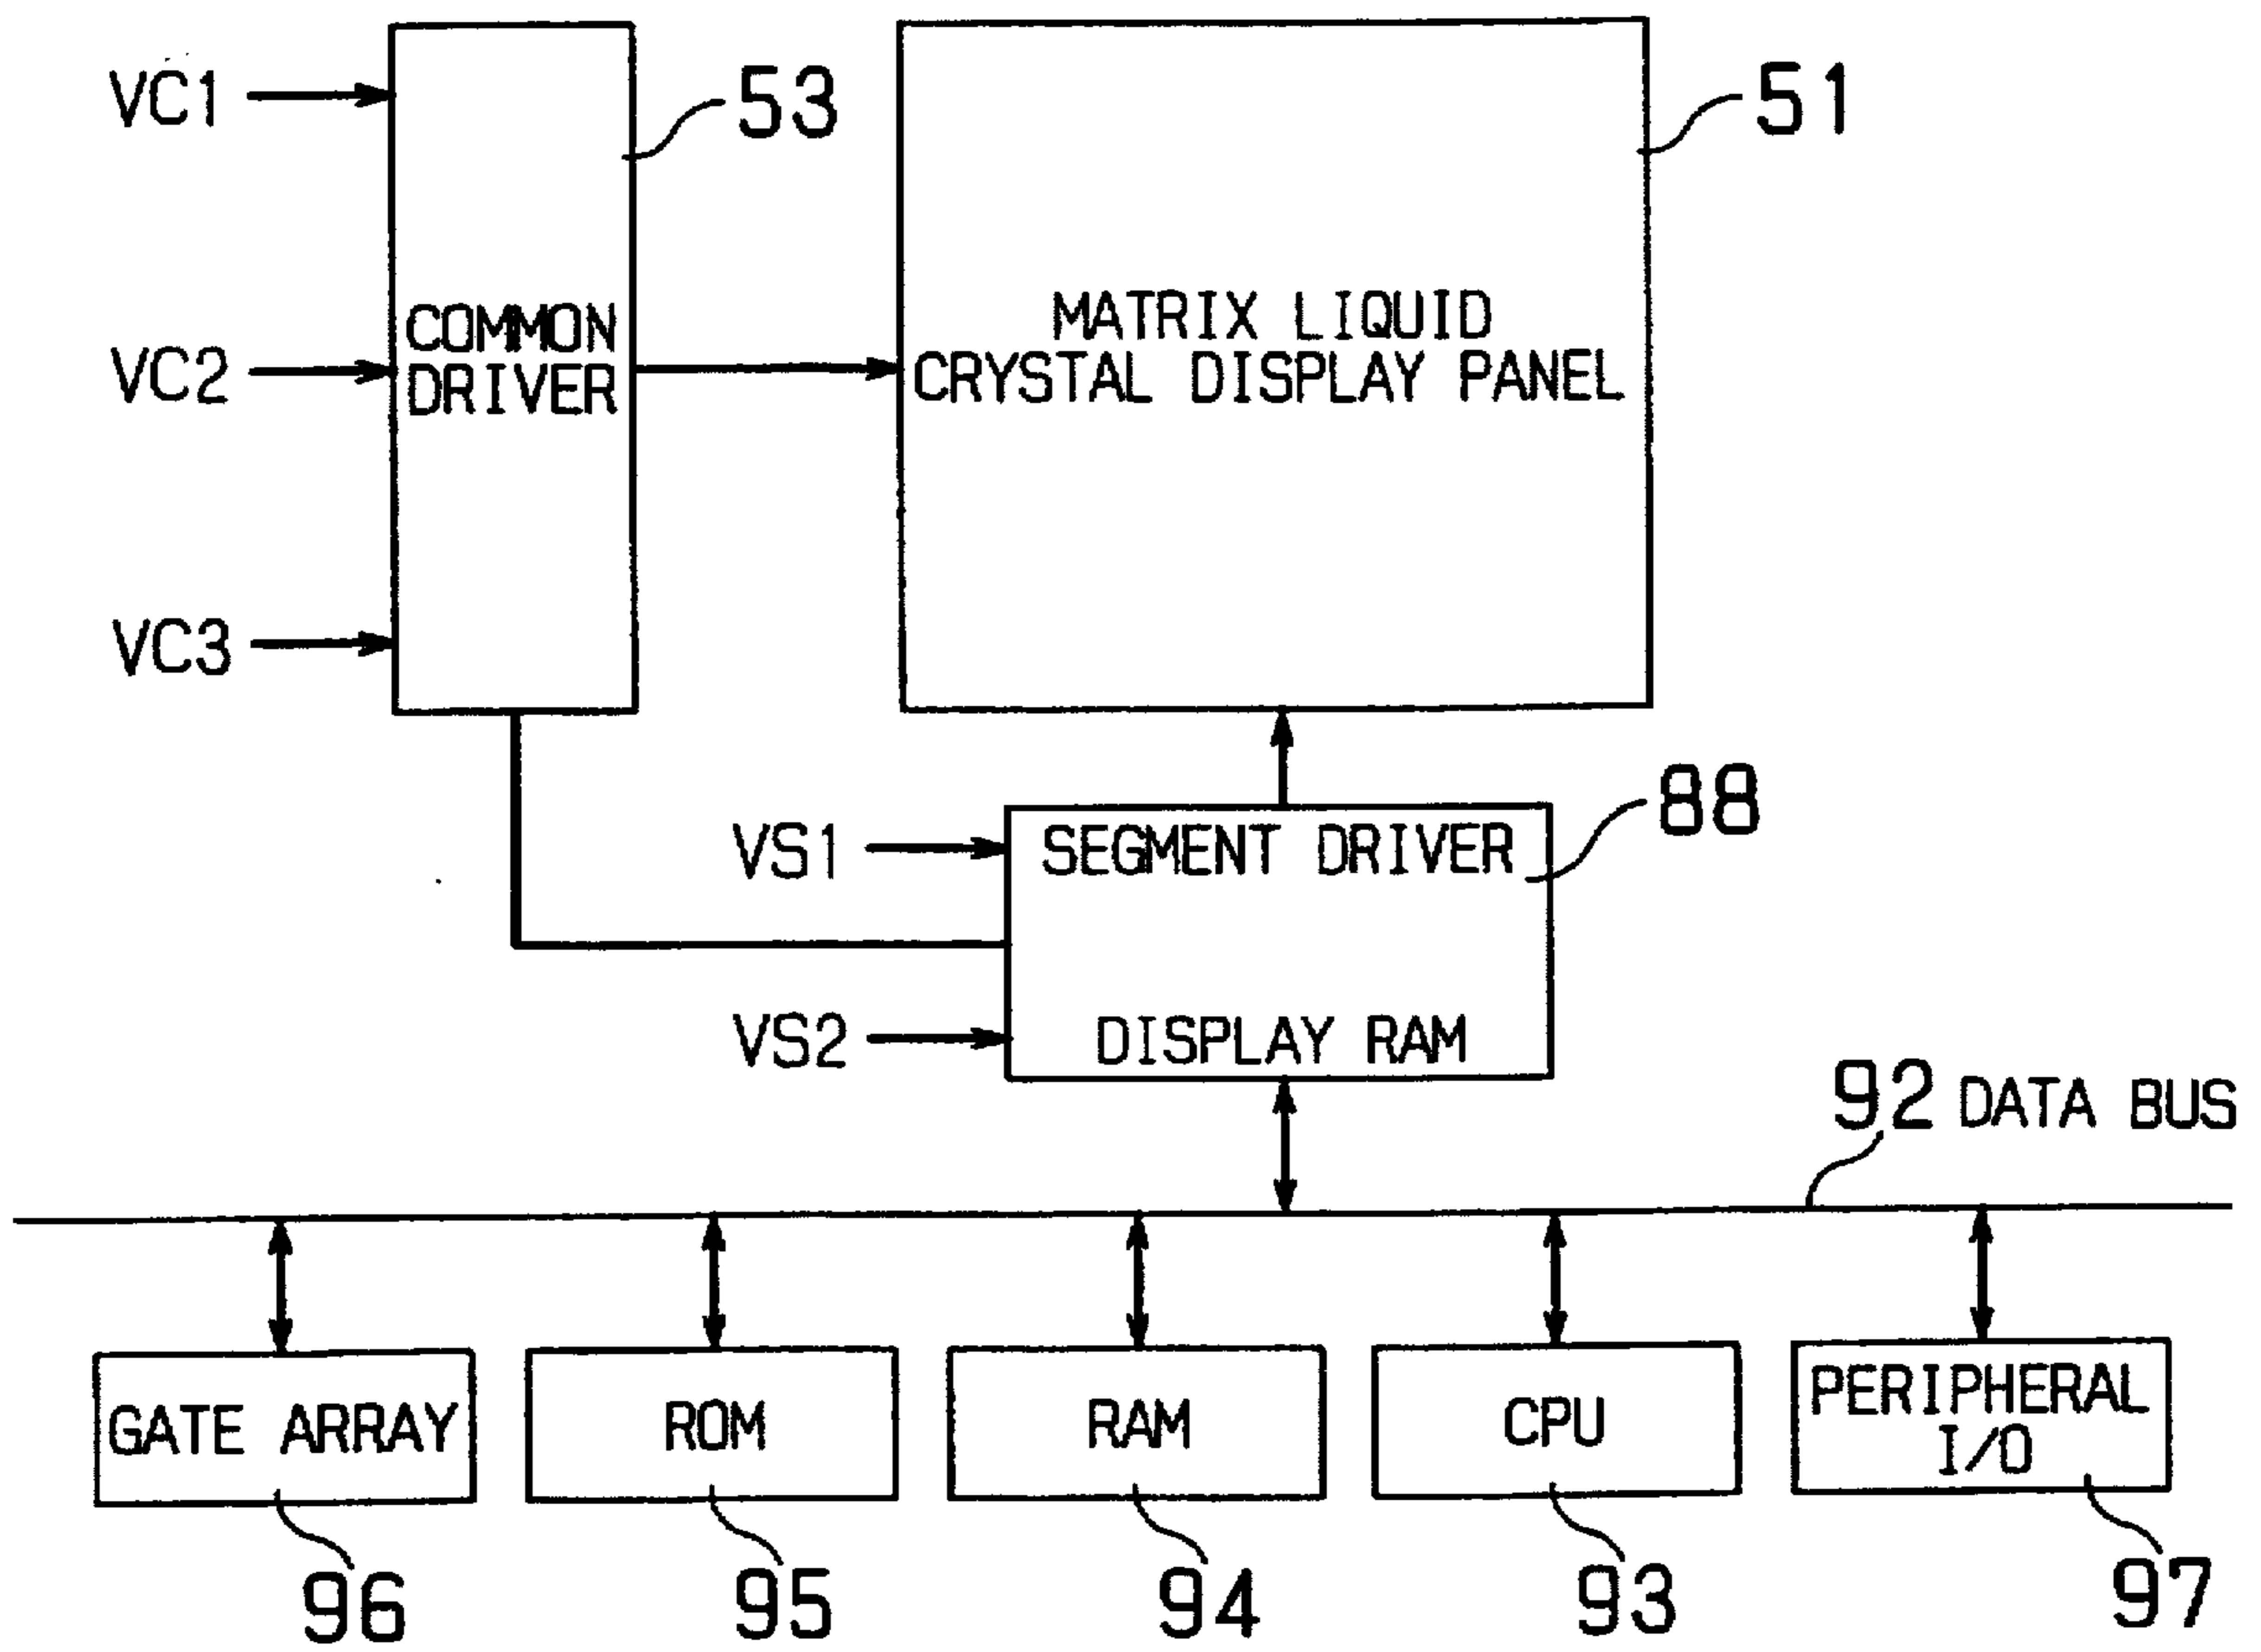 VC1
53
51
COMMON
DRIVER
MATRIX LIQUID
CRYSTAL DISPLAY PANEL
VC2
VC3
88
VS1
SEGMENT DRIVER
VS2
DISPLAY RAM
92 DATA BUS
GATE ARRAY
ROM
RAM
CPU
PERIPHERAL
I/O
96
95
94
93
97